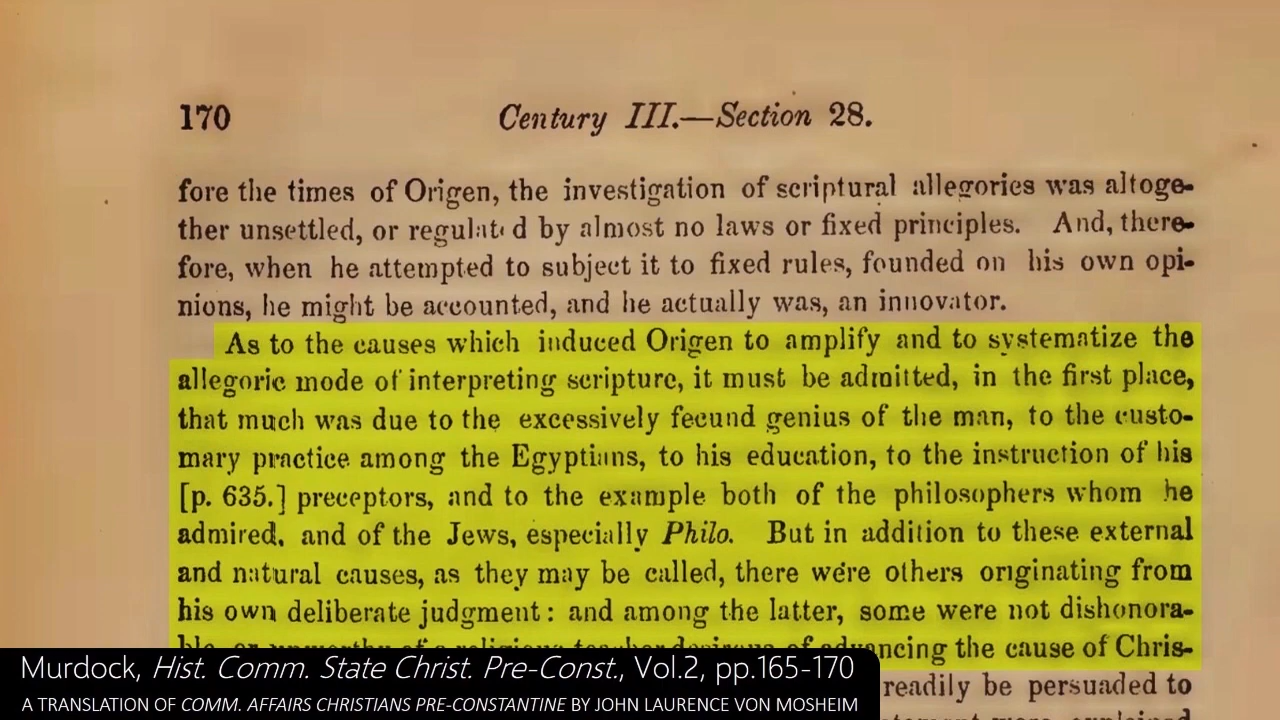 170
Century III.—Section 28.
fore the times of Origen, the investigation of scriptural allegories was altoge-
ther unsettled, or regulat d by almost no laws or fixed principles. And, there-
fore, when he attempted to subject it to fixed rules, founded on his own opi-
nions, he might be accounted, and he actually was, an innovator.
As to the causes which induced Origen to amplify and to systematize the
allegoric mode of interpreting scripture, it must be admitted, in the first place,
that much was due to the excessively fecund genius of the man, to the custo-
mary practice among the Egyptians, to his education, to the instruction of his
[p. 635.] preceptors, and to the example both of the philosophers whom he
admired, and of the Jews, especially Philo. But in addition to these external
and natural causes, as they may be called, there were others originating from
his own deliberate judgment: and among the latter, some were not dishonora-
ble or unworthy of a religious teacher desirous of advancing the cause of Chris-
readily be persuaded to
Murdock, Hist. Comm. State Christ. Pre-Const., Vol.2, pp.165-170
A TRANSLATION OF COMM. AFFAIRS CHRISTIANS PRE-CONSTANTINE BY JOHN LAURENCE VON MOSHEIM